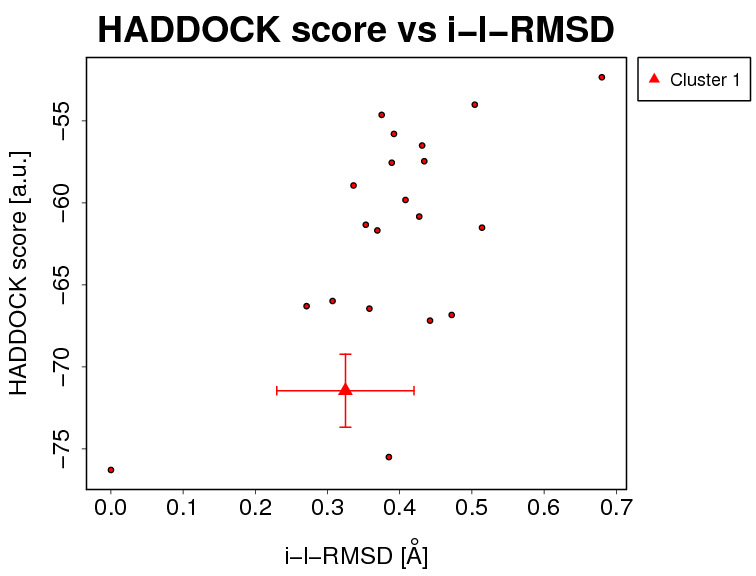 HADDOCK score vs i−l−RMSD
Cluster 1
HADDOCK score [a.u.]
−55
−60
−65
−70
−75
0.0 0.1 0.2 0.3 0.4 0.5 0.6 0.7
i−l−RMSD [Å]